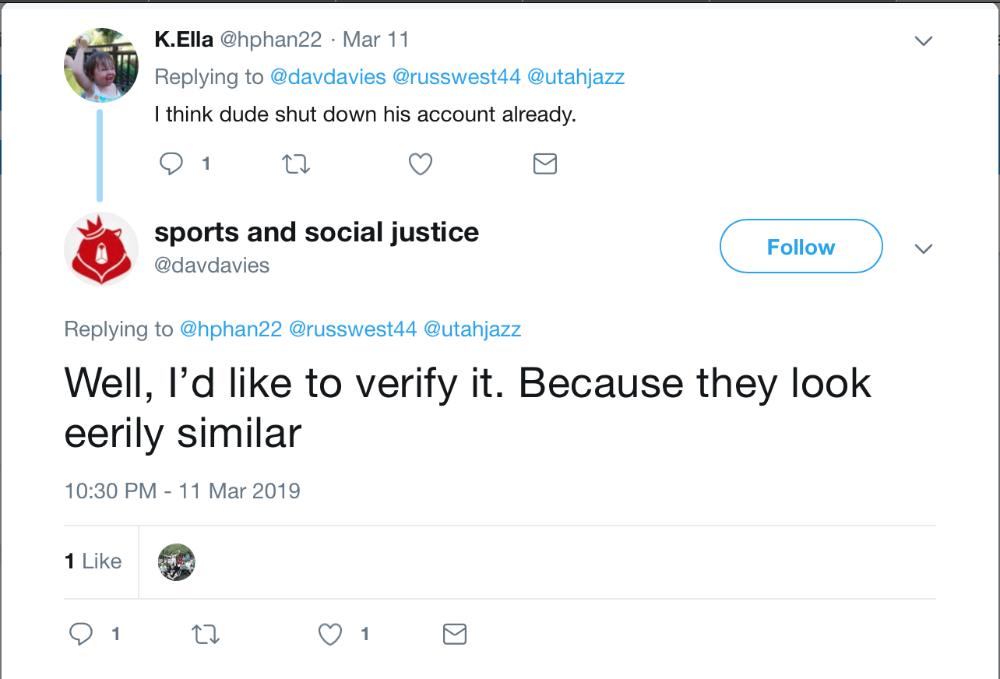 K.Ella @hphan22 · Mar 11
Replying to @davdavies @russwest44 @utahjazz
I think dude shut down his account already.
1
sports and social justice
@davdavies
Follow
Replying to @hphan22 @russwest44 @utahjazz
Well, I’d like to verify it. Because they look
eerily similar
10:30 PM - 11 Mar 2019
1 Like
1 1